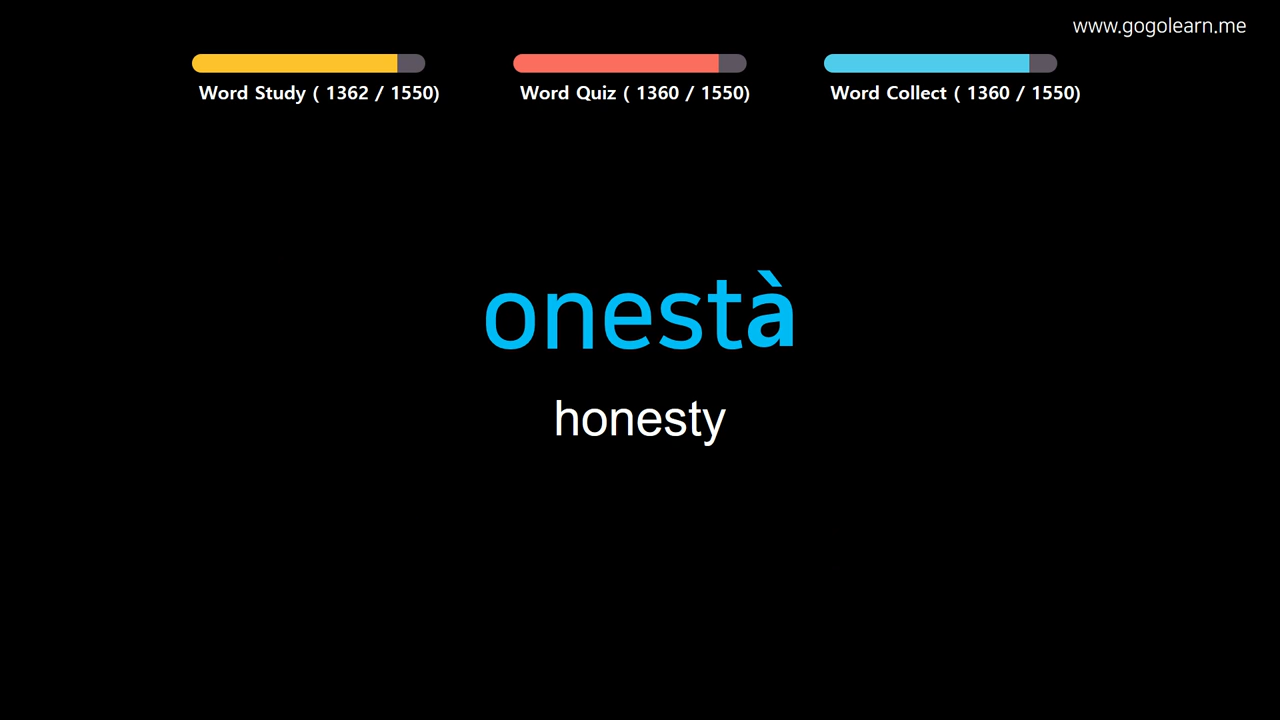 www.gogolearn.me
Word Study ( 1362 / 1550)
Word Quiz ( 1360 / 1550)
Word Collect ( 1360 / 1550)
onestà
honesty